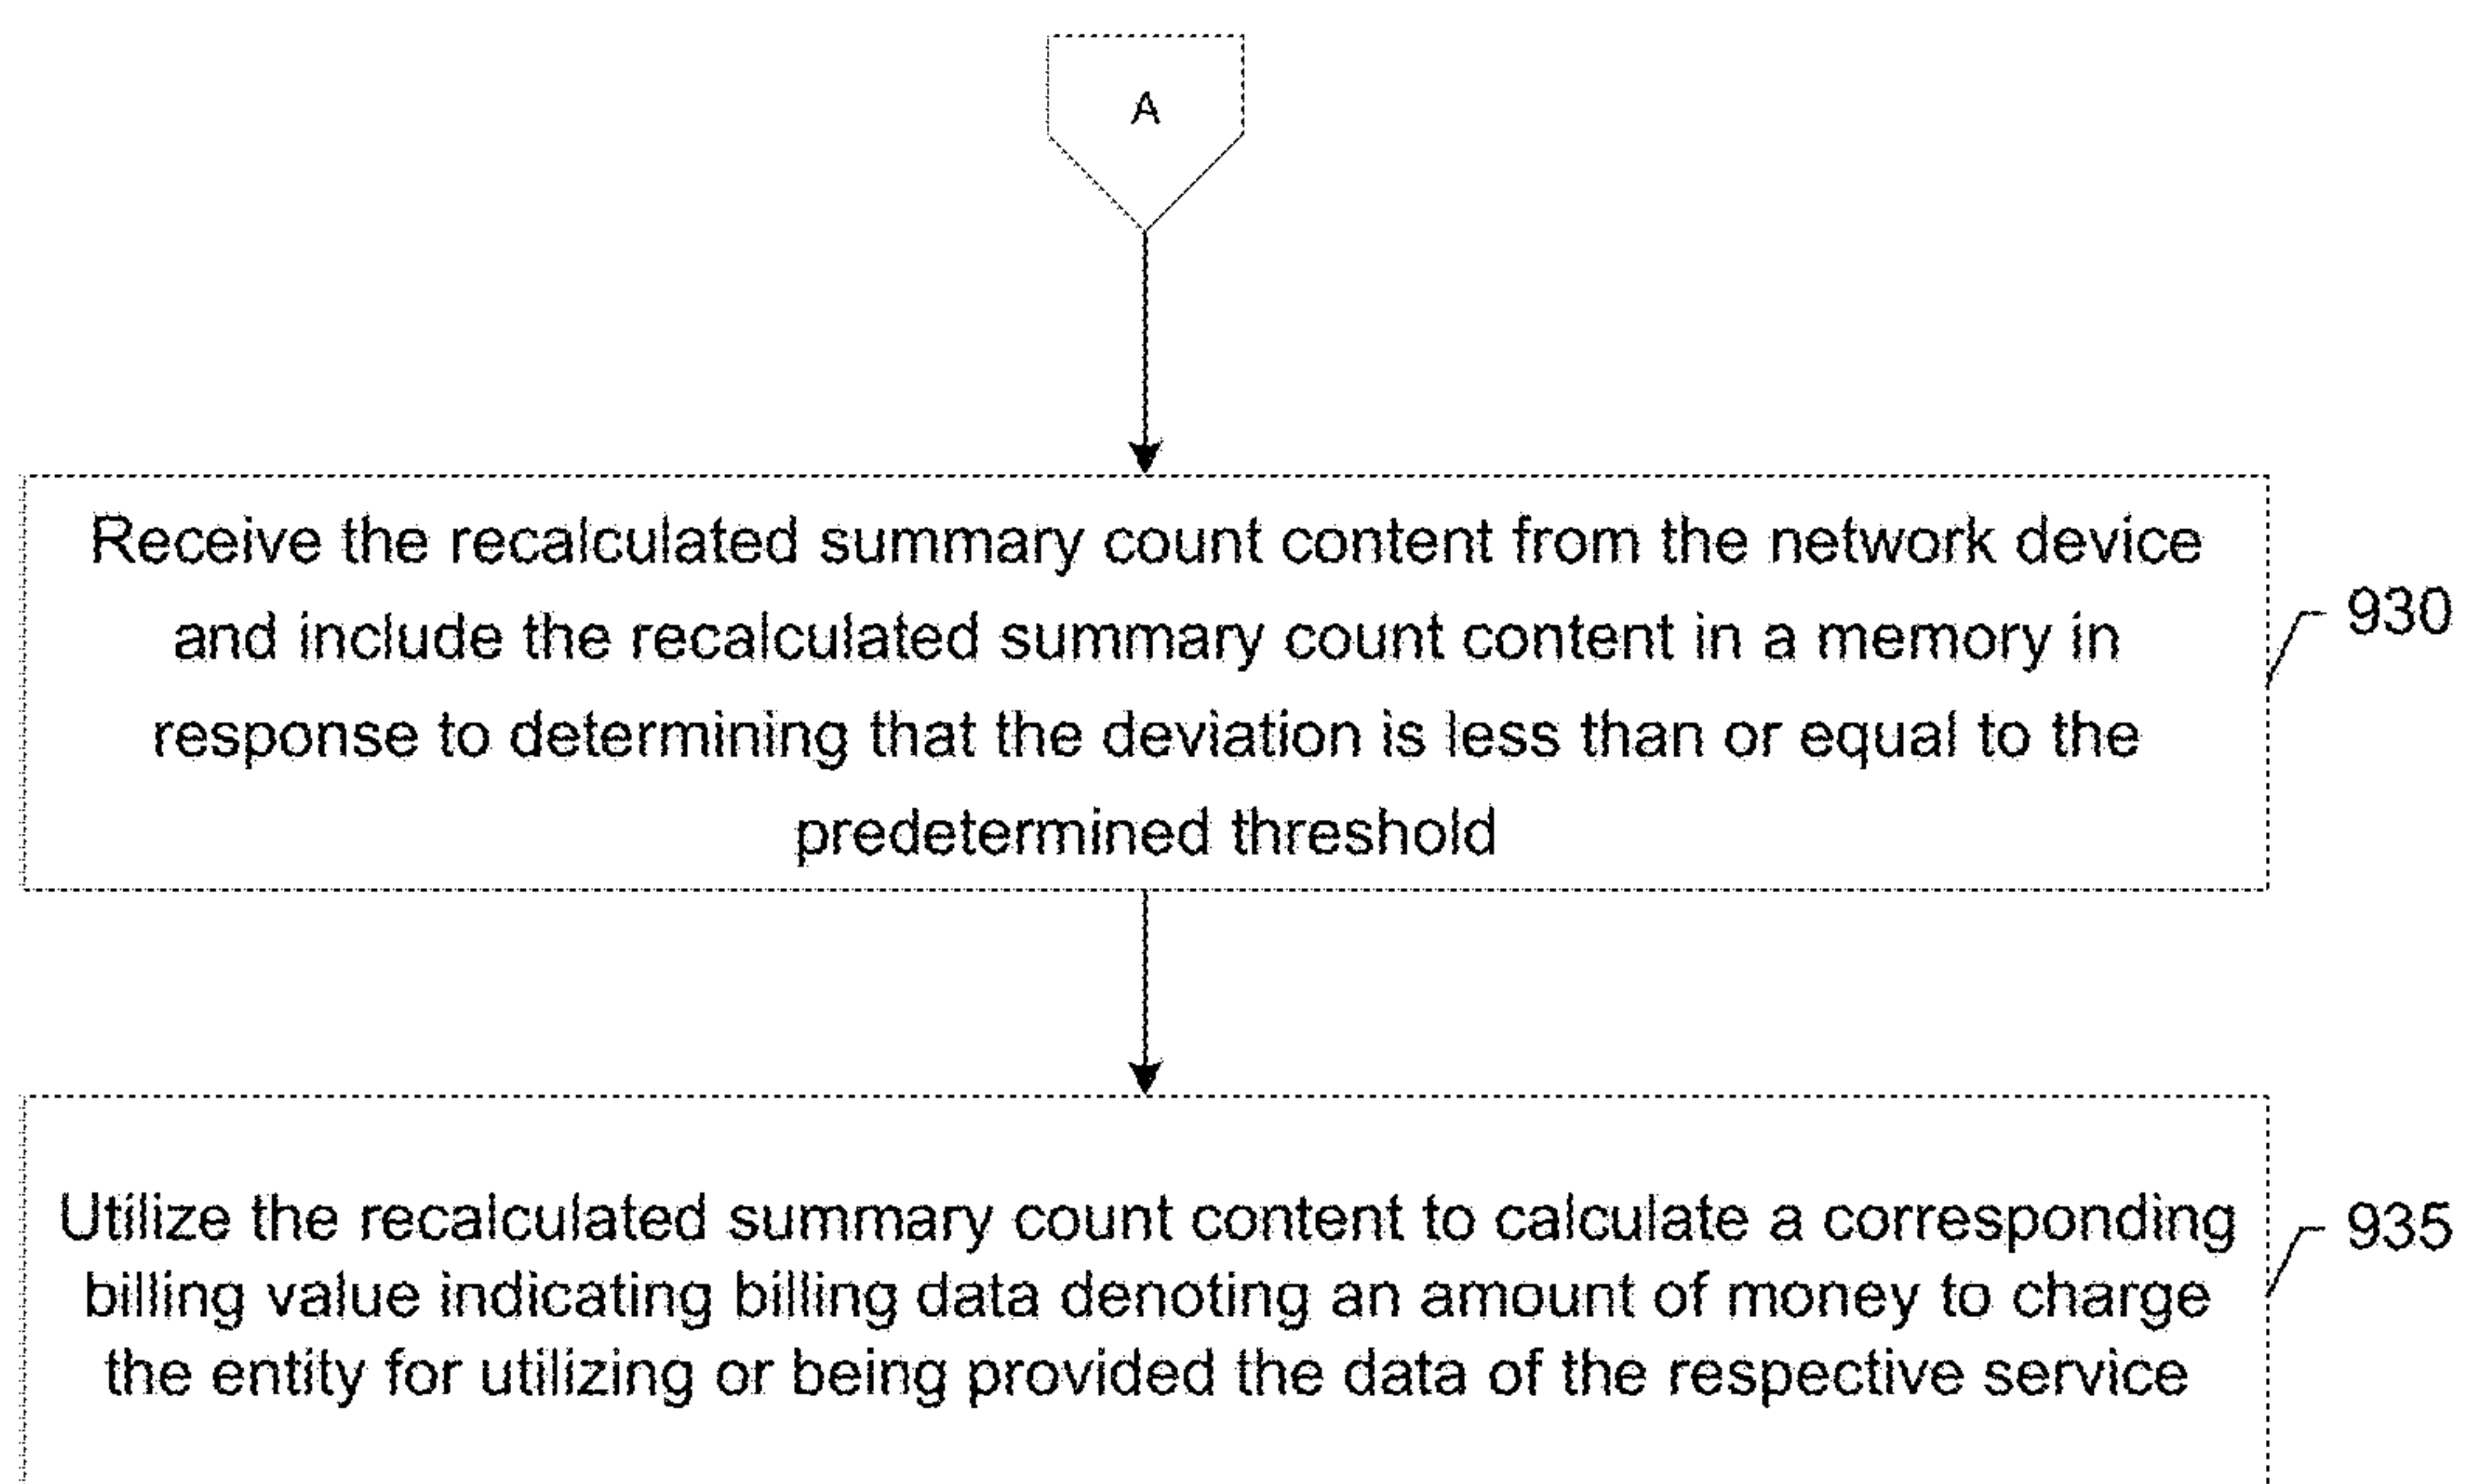 A
Receive the recalculated summary count content from the network device
and include the recalculated summary count content in a memory in
response to determining that the deviation is less than or equal to the
predetermined threshold
930
Utilize the recalculated summary count content to calculate a corresponding
billing value indicating billing data denoting an amount of money to charge
the entity for utilizing or being provided the data of the respective service
935